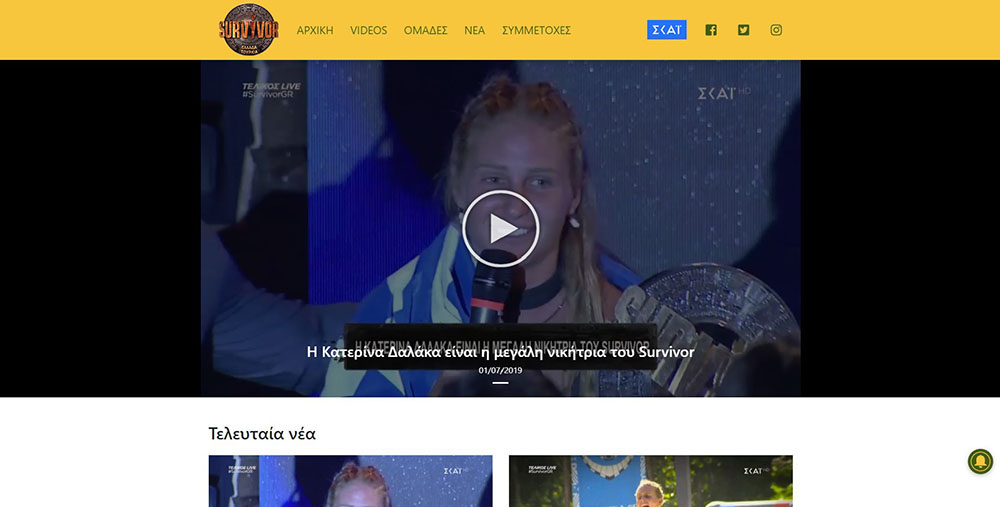 SURVIVOR
ΕΛΛΑΔΑ
ΤΟΥΡΚΙΑ
ΑΡΧΙΚΗ VIDEOS ΟΜΑΔΕΣ ΝΕΑ ΣΥΜΜΕΤΟΧΕΣ
ΣΚΑΪ
ΤΕΛΙΚΟΣ LIVE
#SurvivorGR
ΣΚΑΪ HD
Η ΚΑΤΕΡΙΝΑ ΔΑΛΑΚΑ ΕΙΝΑΙ Η ΜΕΓΑΛΗ ΝΙΚΗΤΡΙΑ ΤΟΥ SURVIVOR
Η Κατερίνα Δαλάκα είναι η μεγάλη νικήτρια του Survivor
01/07/2019
Τελευταία νέα
ΤΕΛΙΚΟΣ LIVE
#SurvivorGR
ΣΚΑΪ
ΤΕΛΙΚΟΣ LIVE
#SurvivorGR
ΣΚΑΪ